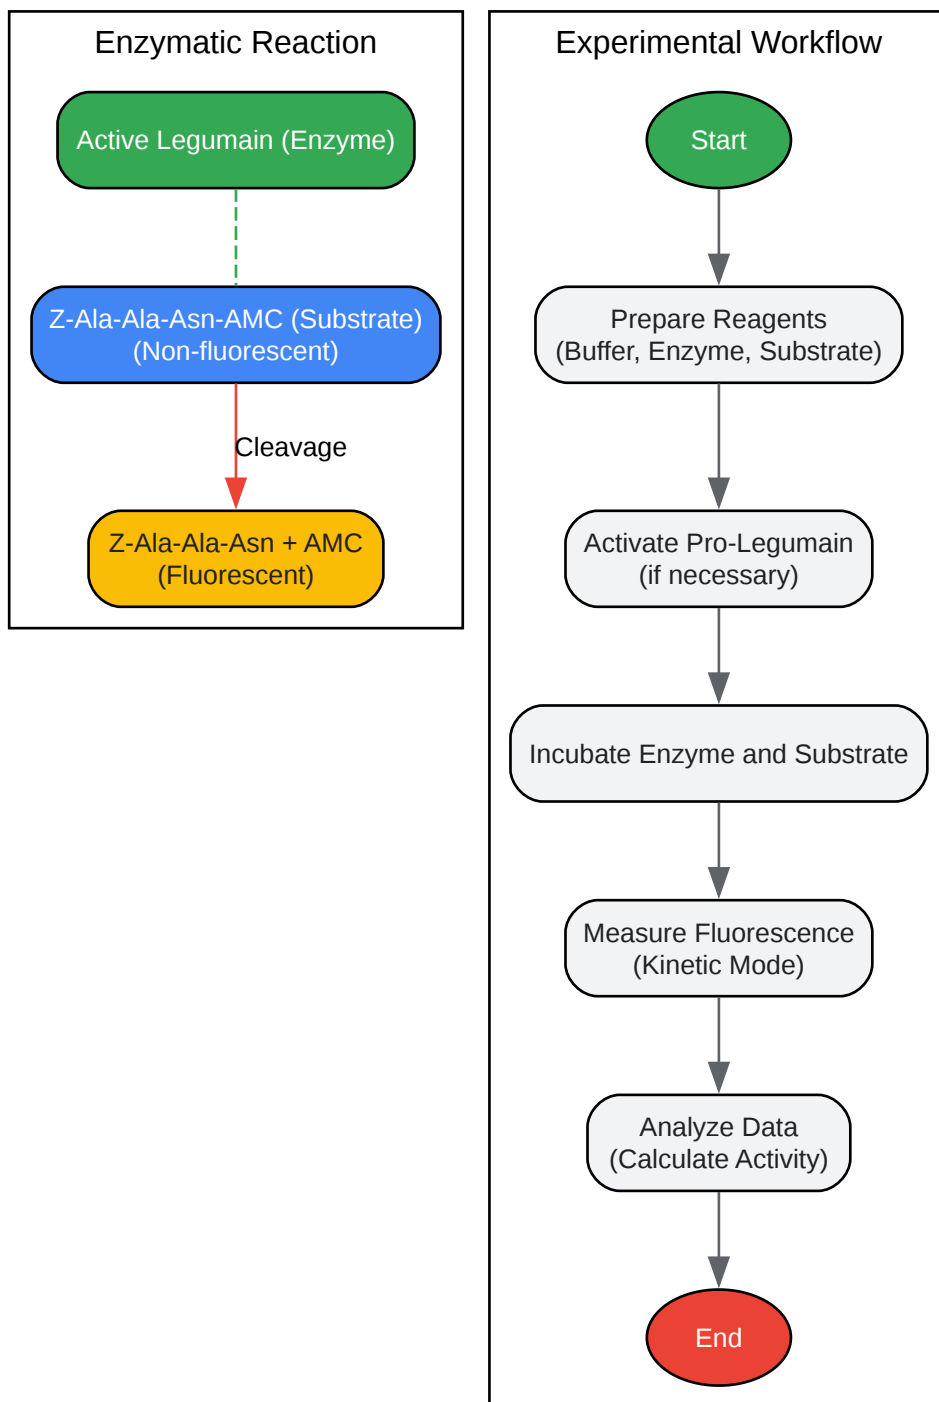 Enzymatic Reaction
Active Legumain (Enzyme)
Z-Ala-Ala-Asn-AMC (Substrate)
(Non-fluorescent)
Cleavage
Z-Ala-Ala-Asn + AMC
(Fluorescent)
Experimental Workflow
Start
Prepare Reagents
(Buffer, Enzyme, Substrate)
Activate Pro-Legumain
(if necessary)
Incubate Enzyme and Substrate
Measure Fluorescence
(Kinetic Mode)
Analyze Data
(Calculate Activity)
End